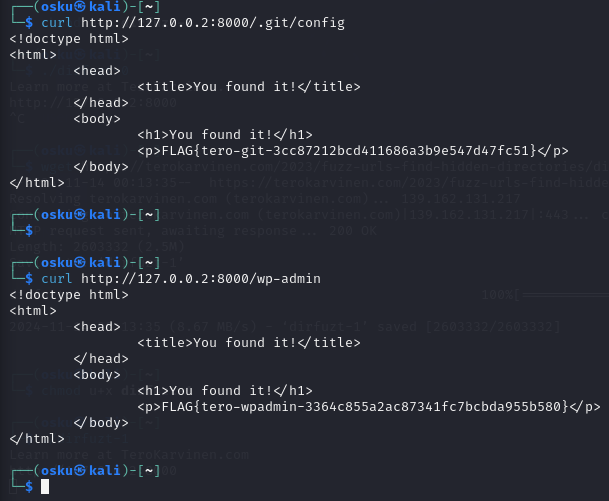 ┌──(osku㉿kali)-[~]
└─$ curl http://127.0.0.2:8000/.git/config
<!doctype html>
<html>
<head>
<title>You found it!</title>
</head>
<body>
<h1>You found it!</h1>
<p>FLAG{tero-git-3cc87212bcd411686a3b9e547d47fc51}</p>
</body>
</html>
┌──(osku㉿kali)-[~]
└─$
┌──(osku㉿kali)-[~]
└─$ curl http://127.0.0.2:8000/wp-admin
<!doctype html>
<html>
<head>
<title>You found it!</title>
</head>
<body>
<h1>You found it!</h1>
<p>FLAG{tero-wpadmin-3364c855a2ac87341fc7bcbda955b580}</p>
</body>
</html>
┌──(osku㉿kali)-[~]
└─$